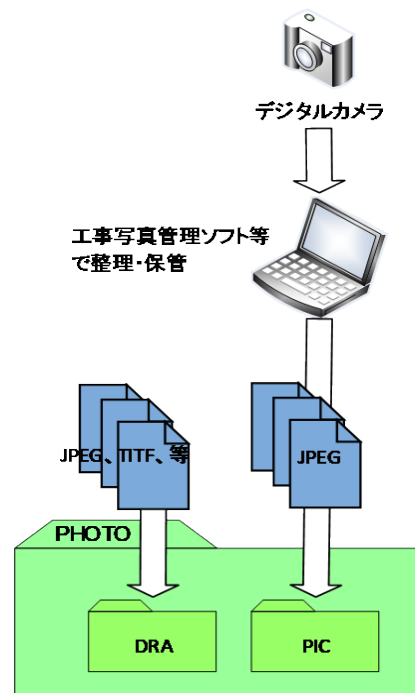 デジタルカメラ
工事写真管理ソフト等
で整理・保管
JPEG、TITF、等
JPEG
PHOTO
DRA
PIC